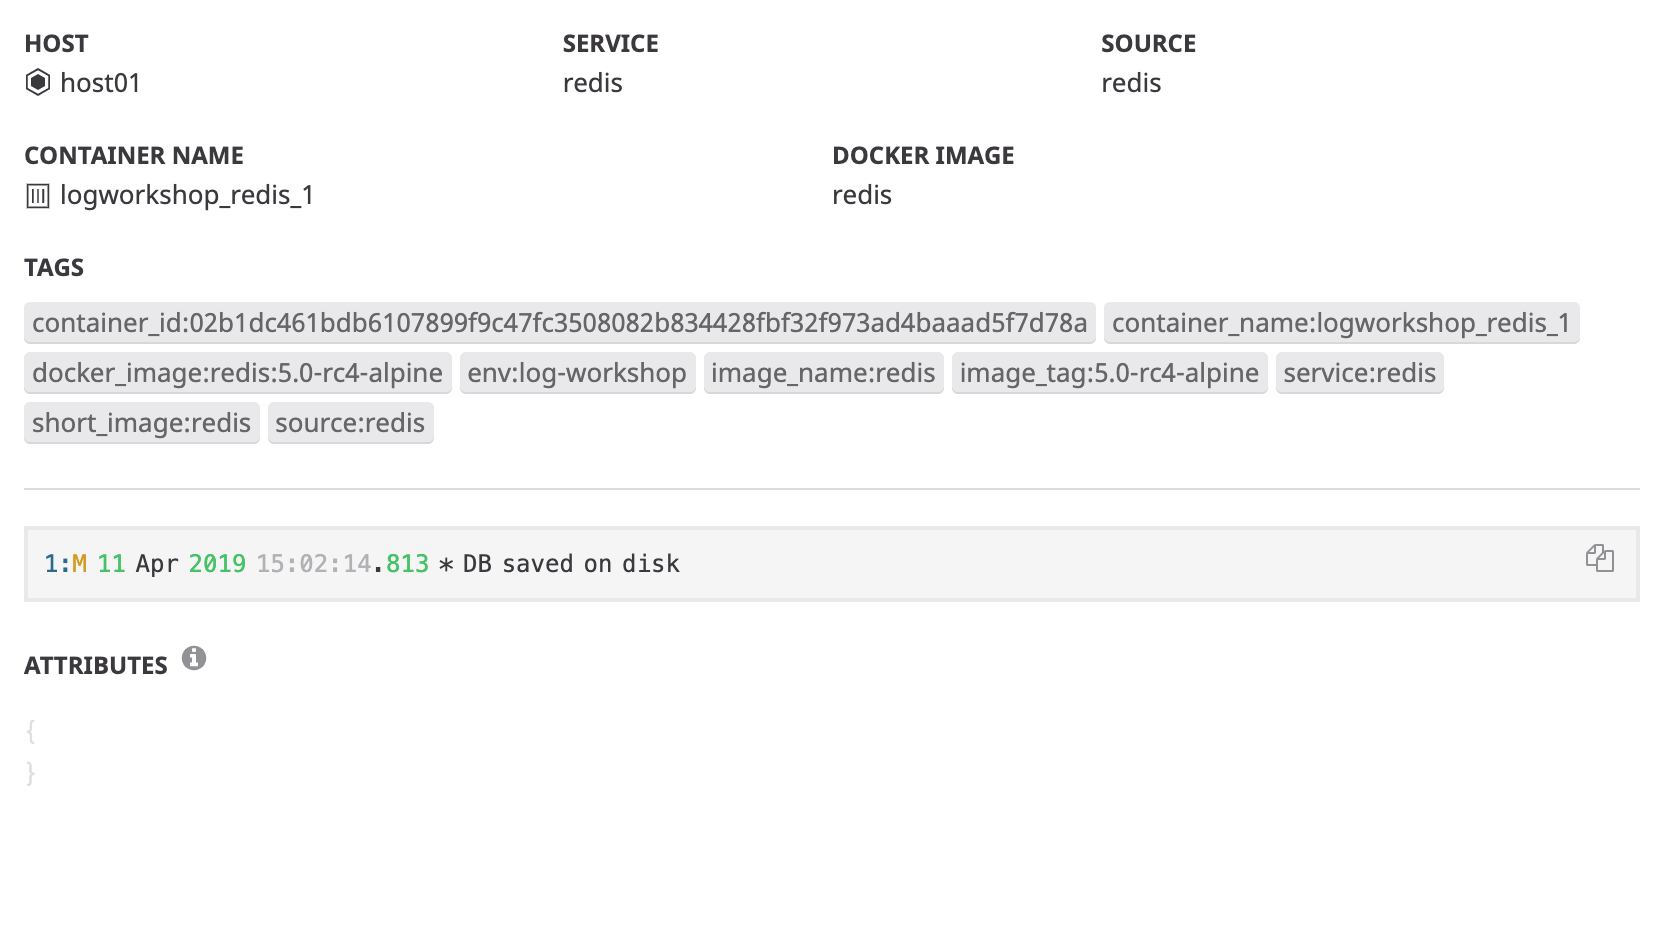 HOST SERVICE SOURCE
host01 redis redis
CONTAINER NAME DOCKER IMAGE
logworkshop_redis_1 redis
TAGS
container_id:02b1dc461bdb6107899f9c47fc3508082b834428fbf32f973ad4baaad5f7d78a container_name:logworkshop_redis_1
docker_image:redis:5.0-rc4-alpine env:log-workshop image_name:redis image_tag:5.0-rc4-alpine service:redis
short_image:redis source:redis
1:M 11 Apr 2019 15:02:14.813 * DB saved on disk
ATTRIBUTES
{
}